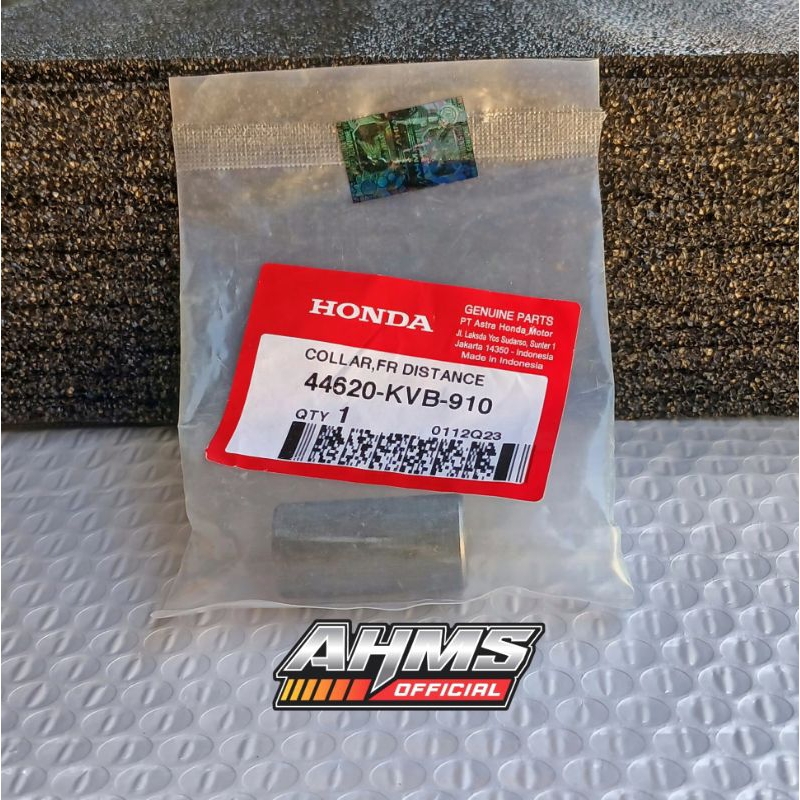 HONDA
GENUINE PARTS
PT Astra Honda Motor
Jl. Laksda Yos Sudarso, Sunter 1
Jakarta 14350 - Indonesia
Made in Indonesia
COLLAR,FR DISTANCE
44620-KVB-910
QTY 1
0112Q23
AHMS
OFFICIAL